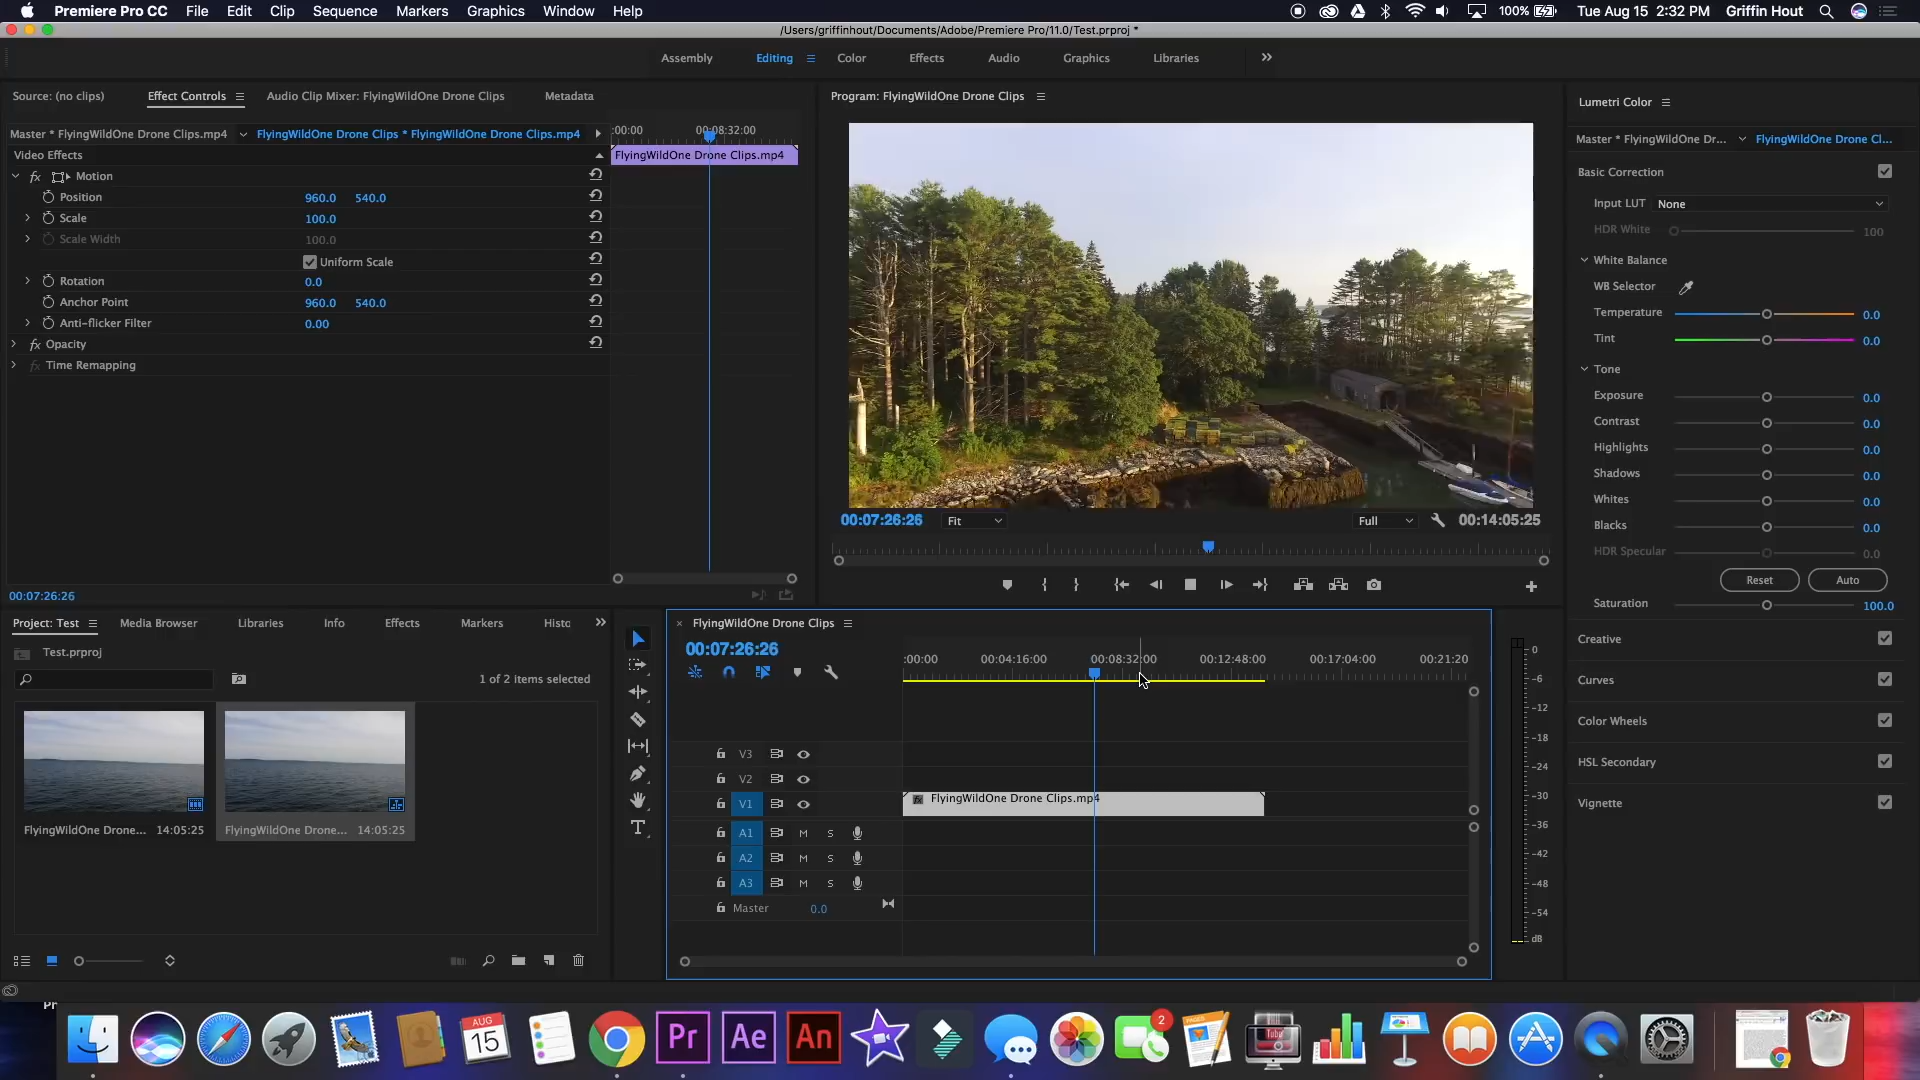 Premiere Pro CC File Edit Clip Sequence Markers Graphics Window Help 100% Tue Aug 15 2:32 PM Griffin Hout
/Users/griffinhout/Documents/Adobe/Premiere Pro/11.0/Test.prproj *
Assembly Editing Color Effects Audio Graphics Libraries
Source: (no clips) Effect Controls Audio Clip Mixer: FlyingWildOne Drone Clips Metadata
Master * FlyingWildOne Drone Clips.mp4 FlyingWildOne Drone Clips * FlyingWildOne Drone Clips.mp4
:00:00 00:08:32:00
Video Effects
FlyingWildOne Drone Clips.mp4
fx Motion
Position 960.0 540.0
Scale 100.0
Scale Width 100.0
Uniform Scale
Rotation 0.0
Anchor Point 960.0 540.0
Anti-flicker Filter 0.00
fx Opacity
fx Time Remapping
00:07:26:26
Program: FlyingWildOne Drone Clips
00:07:26:26 Fit Full 00:14:05:25
Lumetri Color
Master * FlyingWildOne Dr... FlyingWildOne Drone Cl...
Basic Correction
Input LUT None
HDR White 100
White Balance
WB Selector
Temperature 0.0
Tint 0.0
Tone
Exposure 0.0
Contrast 0.0
Highlights 0.0
Shadows 0.0
Whites 0.0
Blacks 0.0
HDR Specular 0.0
Reset Auto
Saturation 100.0
Creative
Curves
Color Wheels
HSL Secondary
Vignette
Project: Test Media Browser Libraries Info Effects Markers Histo
Test.prproj
1 of 2 items selected
FlyingWildOne Drone... 14:05:25 FlyingWildOne Drone... 14:05:25
FlyingWildOne Drone Clips
00:07:26:26
:00:00 00:04:16:00 00:08:32:00 00:12:48:00 00:17:04:00 00:21:20
V3
V2
V1 fx FlyingWildOne Drone Clips.mp4
A1 M S
A2 M S
A3 M S
Master 0.0
0
-6
-12
-18
-24
-30
-36
-42
-48
-54
dB
Pr
AUG
15
Pr Ae An
2